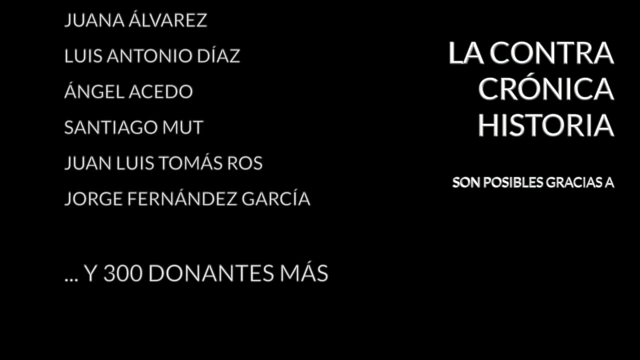 JUANA ÁLVAREZ
LUIS ANTONIO DÍAZ
ÁNGEL ACEDO
SANTIAGO MUT
JUAN LUIS TOMÁS ROS
JORGE FERNÁNDEZ GARCÍA
... Y 300 DONANTES MÁS
LA CONTRA
CRÓNICA
HISTORIA
SON POSIBLES GRACIAS A